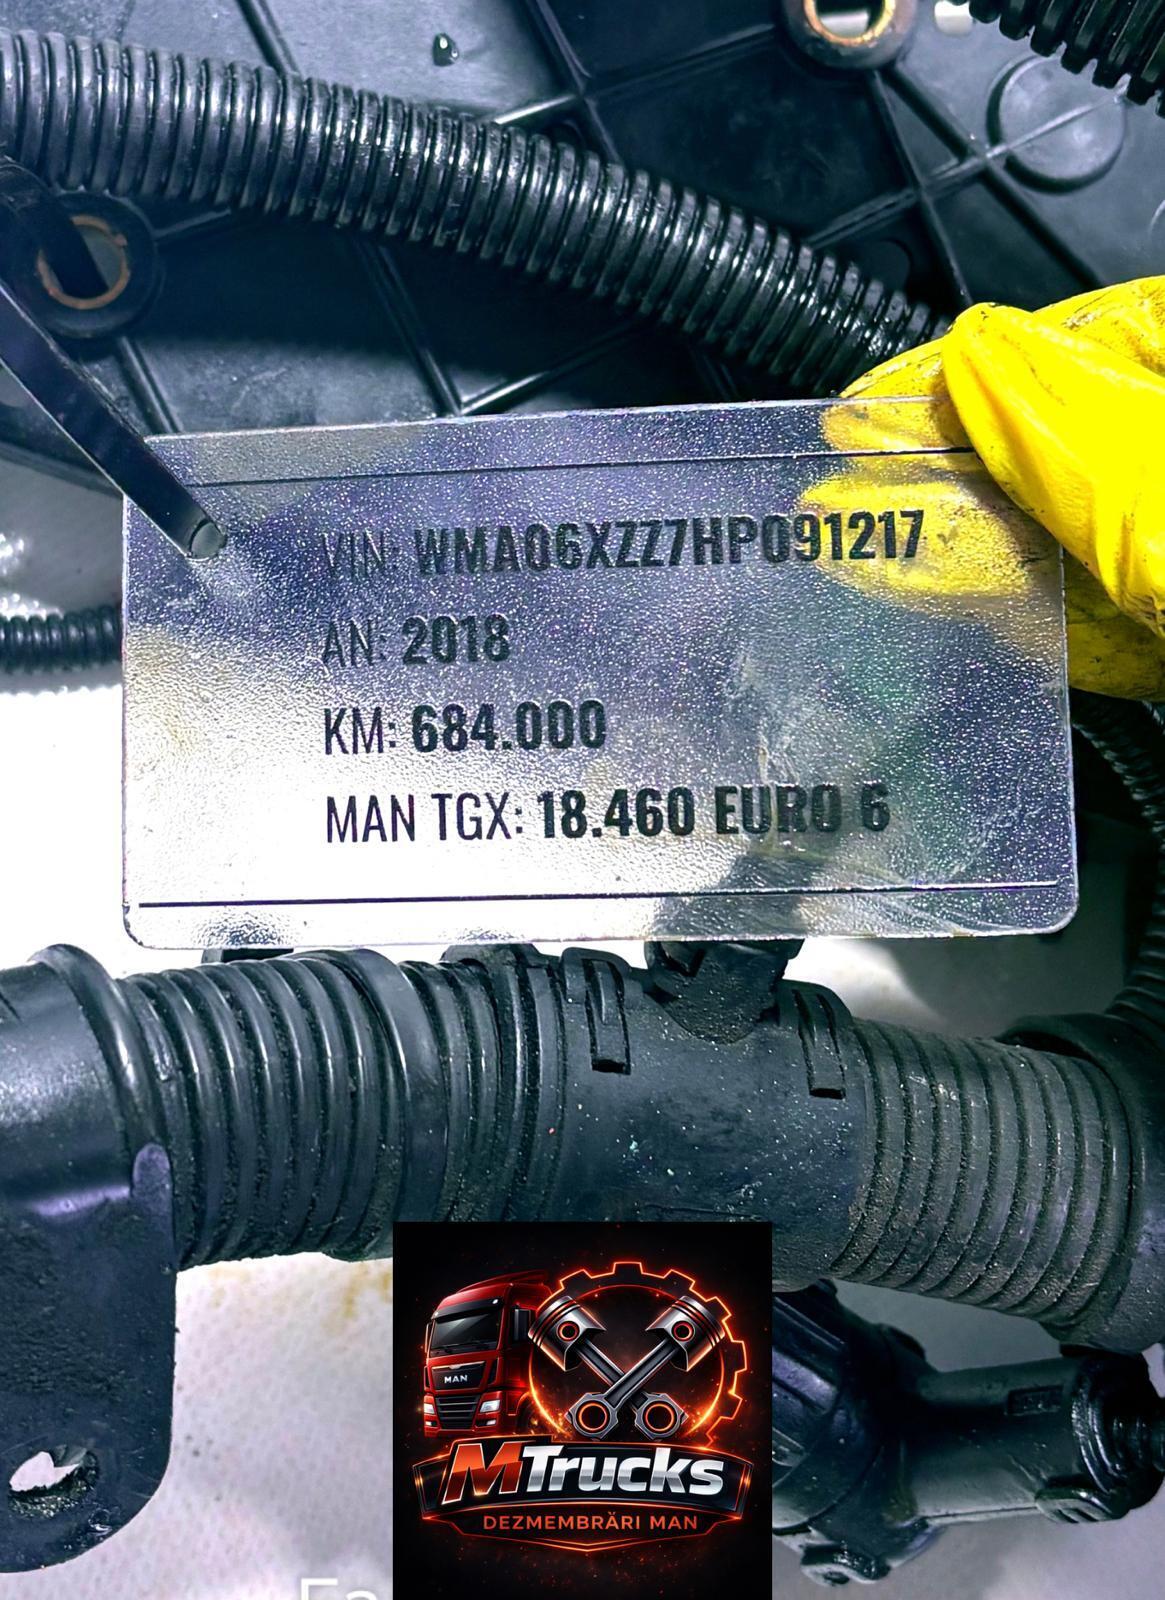 VIN: WMA06XZZ7HP091217
AN: 2018
KM: 684.000
MAN TGX: 18.460 EURO 6
MAN
MTrucks
DEZMEMBRĂRI MAN